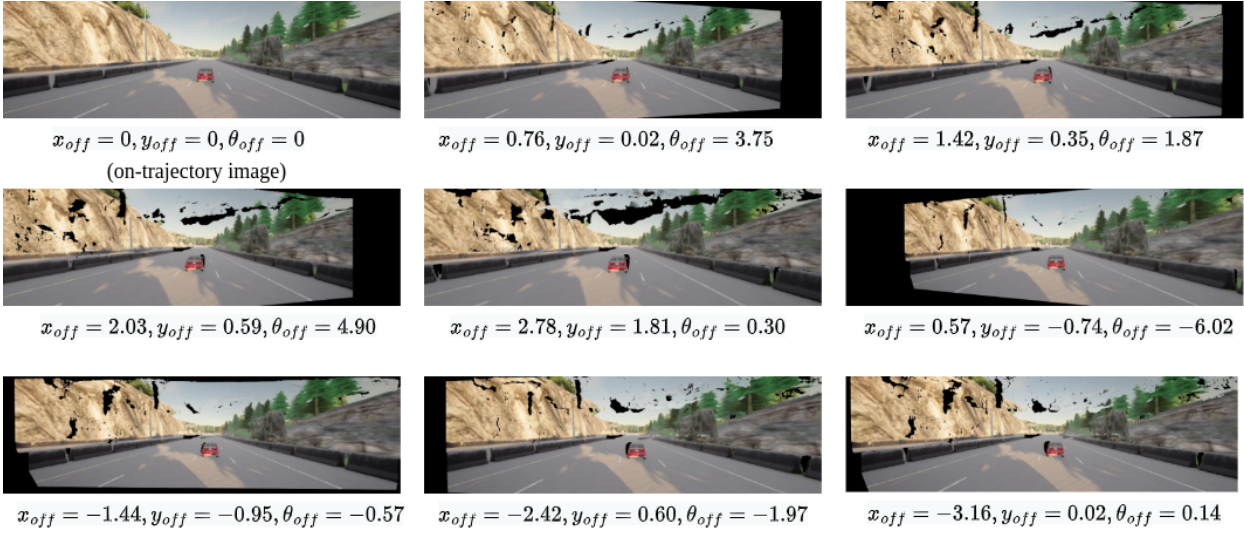 x_off = 0, y_off = 0, θ_off = 0
(on-trajectory image)
x_off = 0.76, y_off = 0.02, θ_off = 3.75
x_off = 1.42, y_off = 0.35, θ_off = 1.87
x_off = 2.03, y_off = 0.59, θ_off = 4.90
x_off = 2.78, y_off = 1.81, θ_off = 0.30
x_off = 0.57, y_off = −0.74, θ_off = −6.02
x_off = −1.44, y_off = −0.95, θ_off = −0.57
x_off = −2.42, y_off = 0.60, θ_off = −1.97
x_off = −3.16, y_off = 0.02, θ_off = 0.14